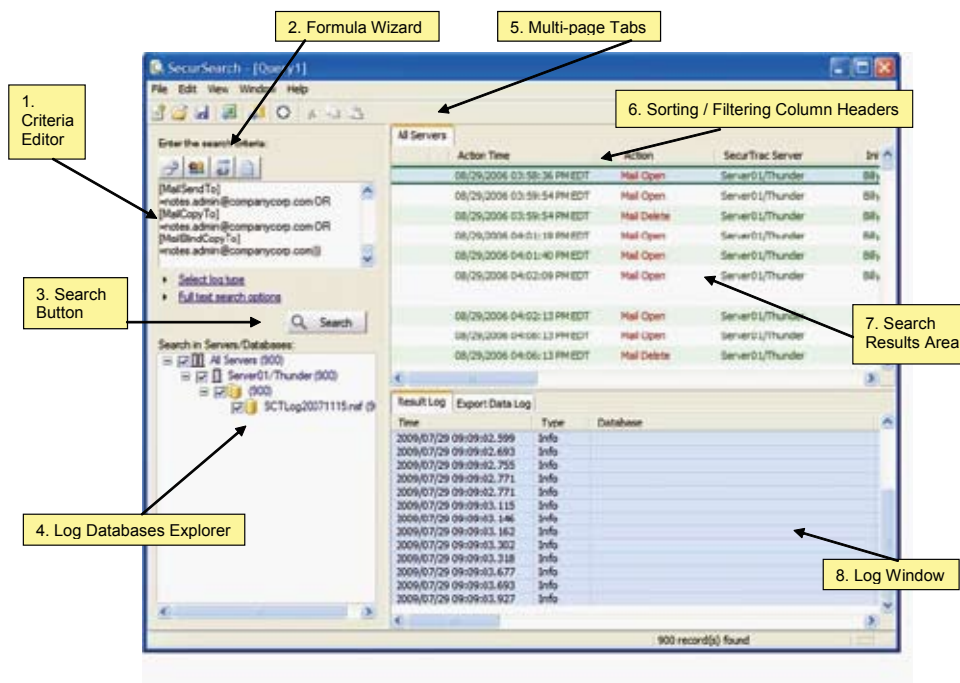 2. Formula Wizard
5. Multi-page Tabs
1. Criteria Editor
6. Sorting / Filtering Column Headers
3. Search Button
7. Search Results Area
4. Log Databases Explorer
8. Log Window
SecurSearch - [Query1]
File Edit View Window Help
Enter the search criteria:
[MailSendTo]
=notes.admin@companycorp.com OR
[MailCopyTo]
=notes.admin@companycorp.com OR
[MailBlindCopyTo]
=notes.admin@companycorp.com))
Select log type
Full text search options
Search
Search in Servers/Databases:
All Servers (900)
Server01/Thunder (900)
(900)
SCTLog20071115.nsf (9
All Servers
Action Time Action SecurTrac Server Ini
08/29/2006 03:58:36 PM EDT Mail Open Server01/Thunder Billy
08/29/2006 03:59:54 PM EDT Mail Open Server01/Thunder Billy
08/29/2006 03:59:54 PM EDT Mail Delete Server01/Thunder Billy
08/29/2006 04:01:19 PM EDT Mail Open Server01/Thunder Billy
08/29/2006 04:01:40 PM EDT Mail Open Server01/Thunder Billy
08/29/2006 04:02:09 PM EDT Mail Open Server01/Thunder Billy
08/29/2006 04:02:13 PM EDT Mail Open Server01/Thunder
08/29/2006 04:06:13 PM EDT Mail Open Server01/Thunder
08/29/2006 04:06:13 PM EDT Mail Delete Server01/Thunder
Result Log Export Data Log
Time Type Database
2009/07/29 09:09:02.599 Info
2009/07/29 09:09:02.693 Info
2009/07/29 09:09:02.755 Info
2009/07/29 09:09:02.771 Info
2009/07/29 09:09:02.771 Info
2009/07/29 09:09:03.115 Info
2009/07/29 09:09:03.146 Info
2009/07/29 09:09:03.162 Info
2009/07/29 09:09:03.302 Info
2009/07/29 09:09:03.318 Info
2009/07/29 09:09:03.677 Info
2009/07/29 09:09:03.693 Info
2009/07/29 09:09:03.927 Info
900 record(s) found